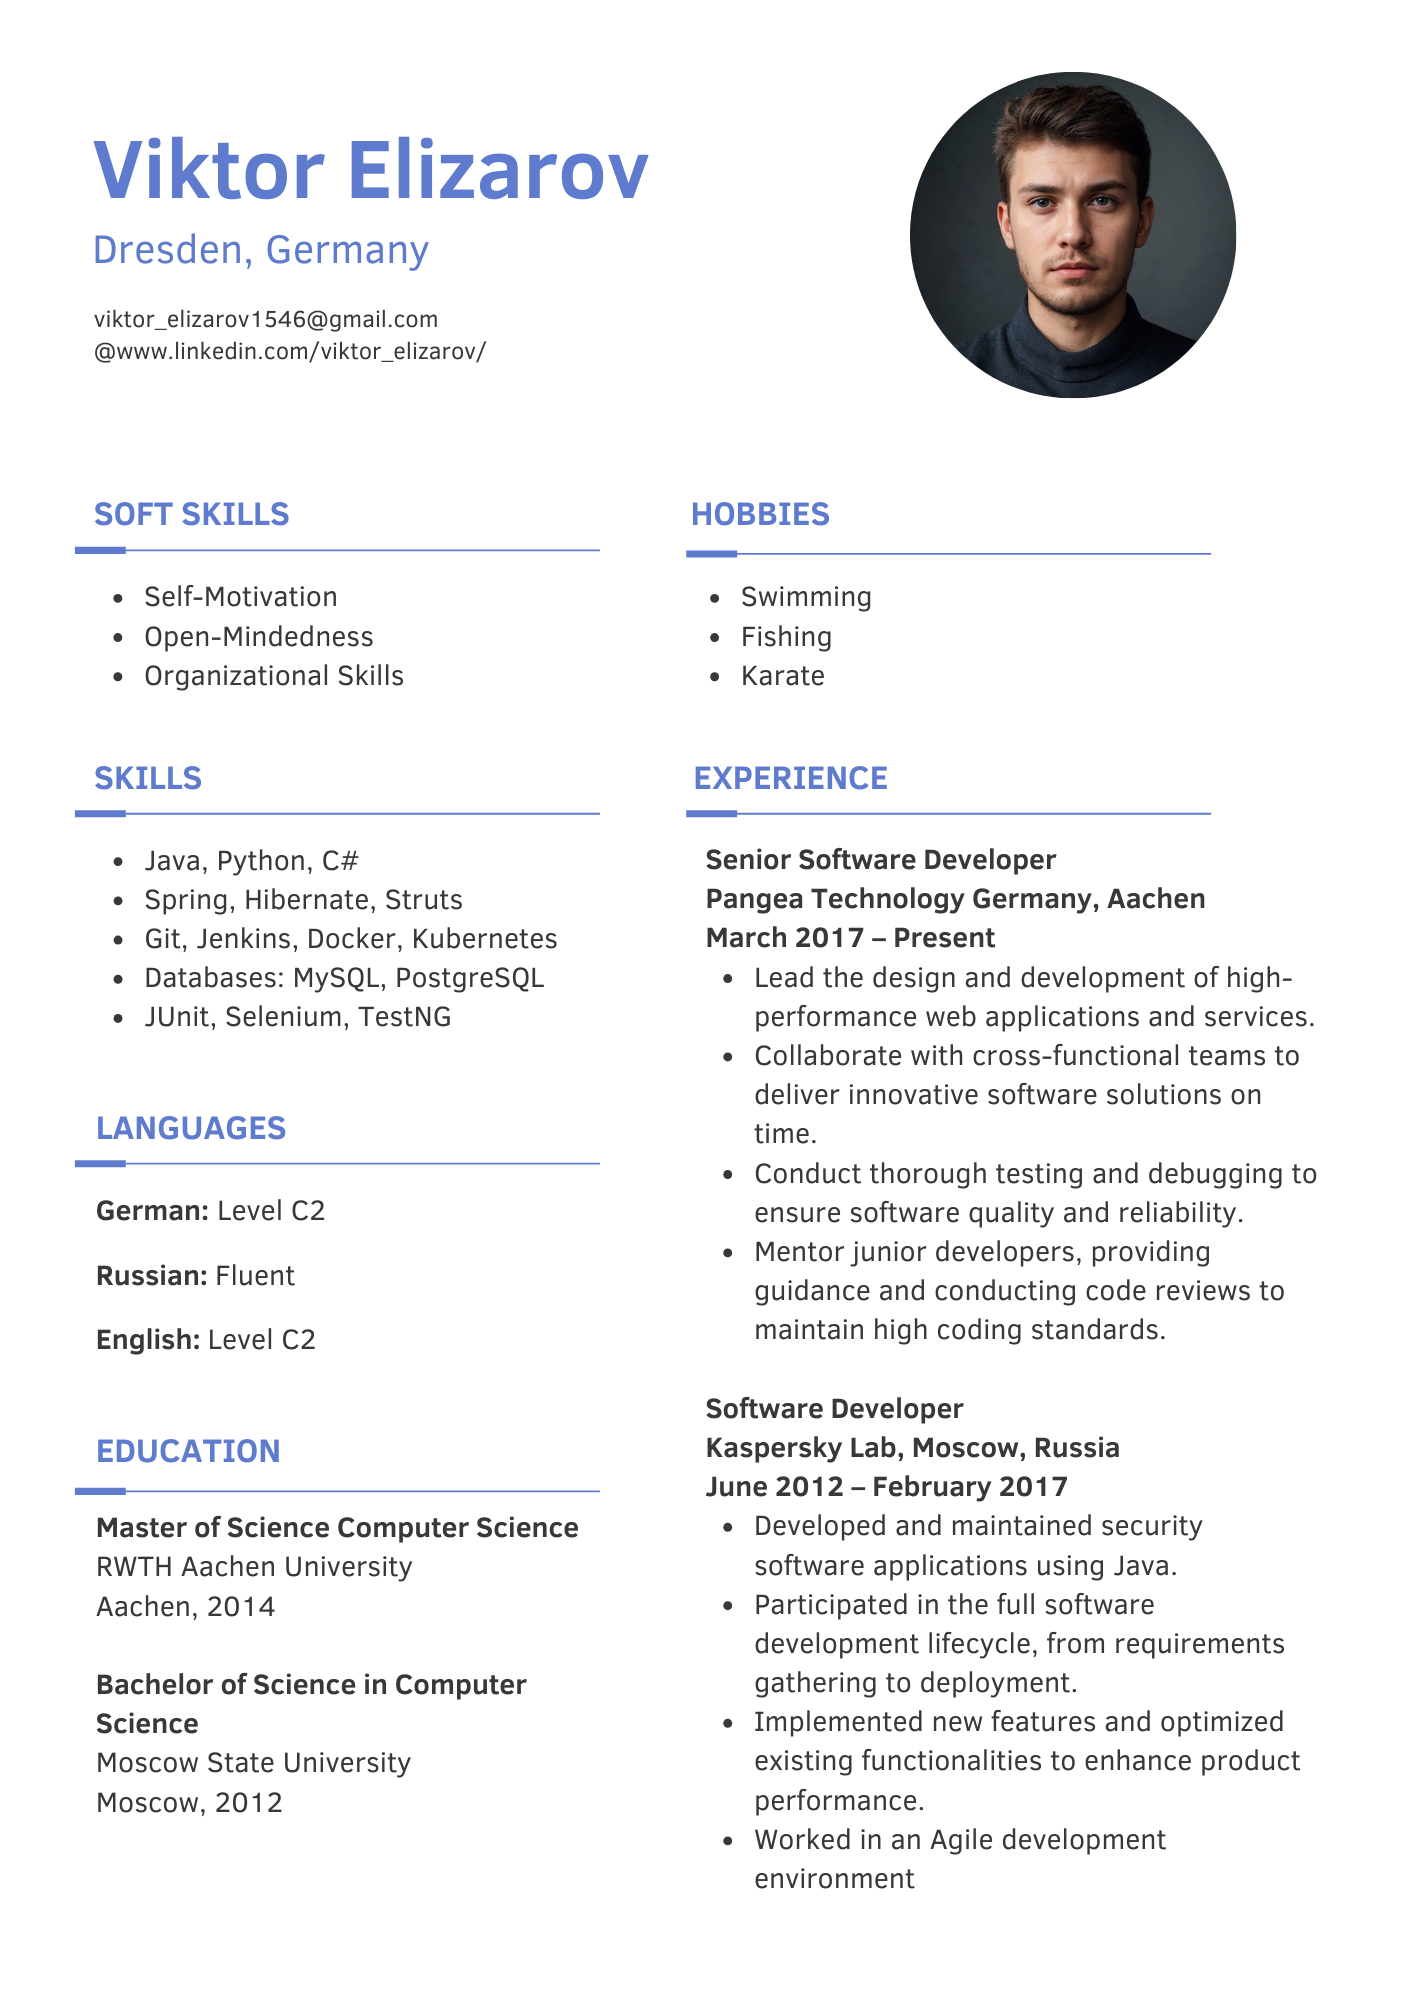 Viktor Elizarov
Dresden, Germany
viktor_elizarov1546@gmail.com
@www.linkedin.com/viktor_elizarov/
SOFT SKILLS
• Self-Motivation
• Open-Mindedness
• Organizational Skills
HOBBIES
• Swimming
• Fishing
• Karate
SKILLS
• Java, Python, C#
• Spring, Hibernate, Struts
• Git, Jenkins, Docker, Kubernetes
• Databases: MySQL, PostgreSQL
• JUnit, Selenium, TestNG
LANGUAGES
German: Level C2
Russian: Fluent
English: Level C2
EDUCATION
Master of Science Computer Science
RWTH Aachen University
Aachen, 2014
Bachelor of Science in Computer
Science
Moscow State University
Moscow, 2012
EXPERIENCE
Senior Software Developer
Pangea Technology Germany, Aachen
March 2017 – Present
• Lead the design and development of high-
performance web applications and services.
• Collaborate with cross-functional teams to
deliver innovative software solutions on
time.
• Conduct thorough testing and debugging to
ensure software quality and reliability.
• Mentor junior developers, providing
guidance and conducting code reviews to
maintain high coding standards.
Software Developer
Kaspersky Lab, Moscow, Russia
June 2012 – February 2017
• Developed and maintained security
software applications using Java.
• Participated in the full software
development lifecycle, from requirements
gathering to deployment.
• Implemented new features and optimized
existing functionalities to enhance product
performance.
• Worked in an Agile development
environment